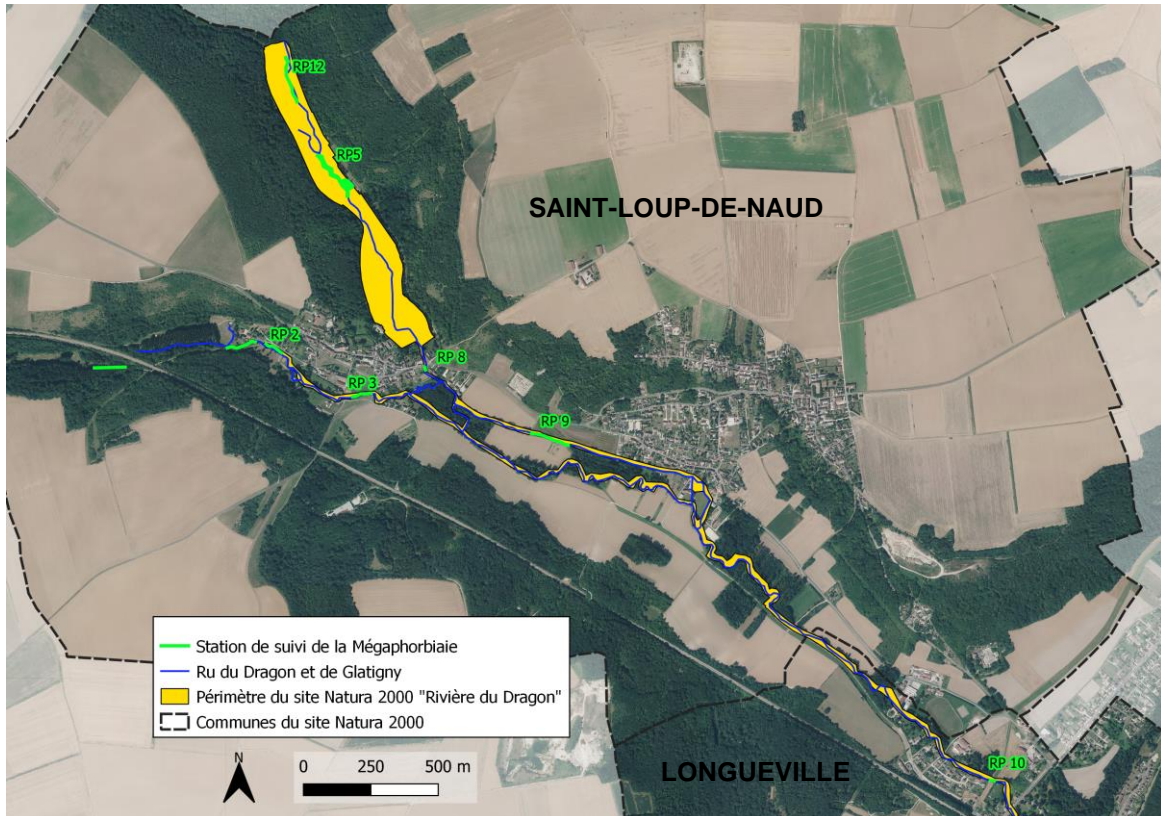 RP12
RP5
SAINT-LOUP-DE-NAUD
RP 2
RP 8
RP 3
RP 9
Station de suivi de la Mégaphorbiaie
Ru du Dragon et de Glatigny
Périmètre du site Natura 2000 "Rivière du Dragon"
Communes du site Natura 2000
N
0 250 500 m
LONGUEVILLE
RP 10